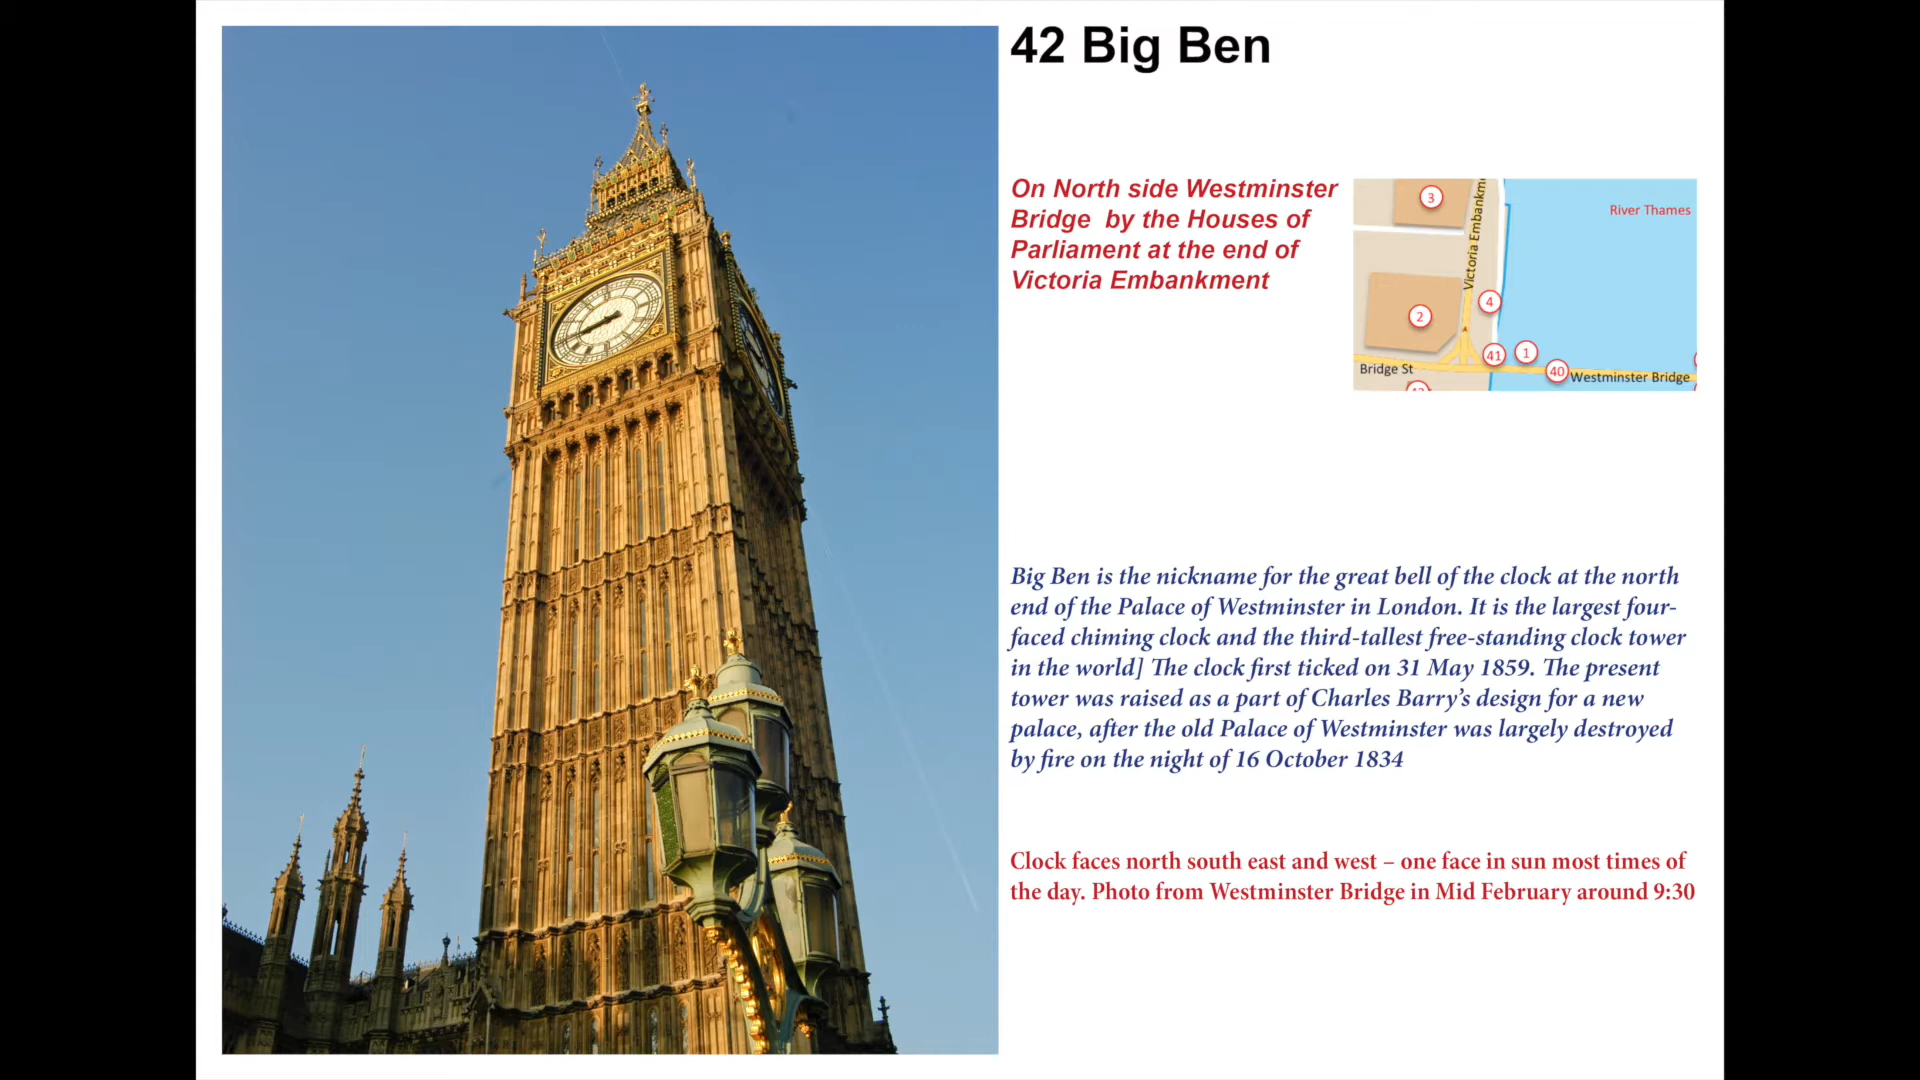 42 Big Ben
On North side Westminster
Bridge by the Houses of
Parliament at the end of
Victoria Embankment
3
River Thames
Victoria Embankm
2
4
41
1
40
Bridge St
Westminster Bridge
Big Ben is the nickname for the great bell of the clock at the north
end of the Palace of Westminster in London. It is the largest four-
faced chiming clock and the third-tallest free-standing clock tower
in the world] The clock first ticked on 31 May 1859. The present
tower was raised as a part of Charles Barry’s design for a new
palace, after the old Palace of Westminster was largely destroyed
by fire on the night of 16 October 1834
Clock faces north south east and west – one face in sun most times of
the day. Photo from Westminster Bridge in Mid February around 9:30